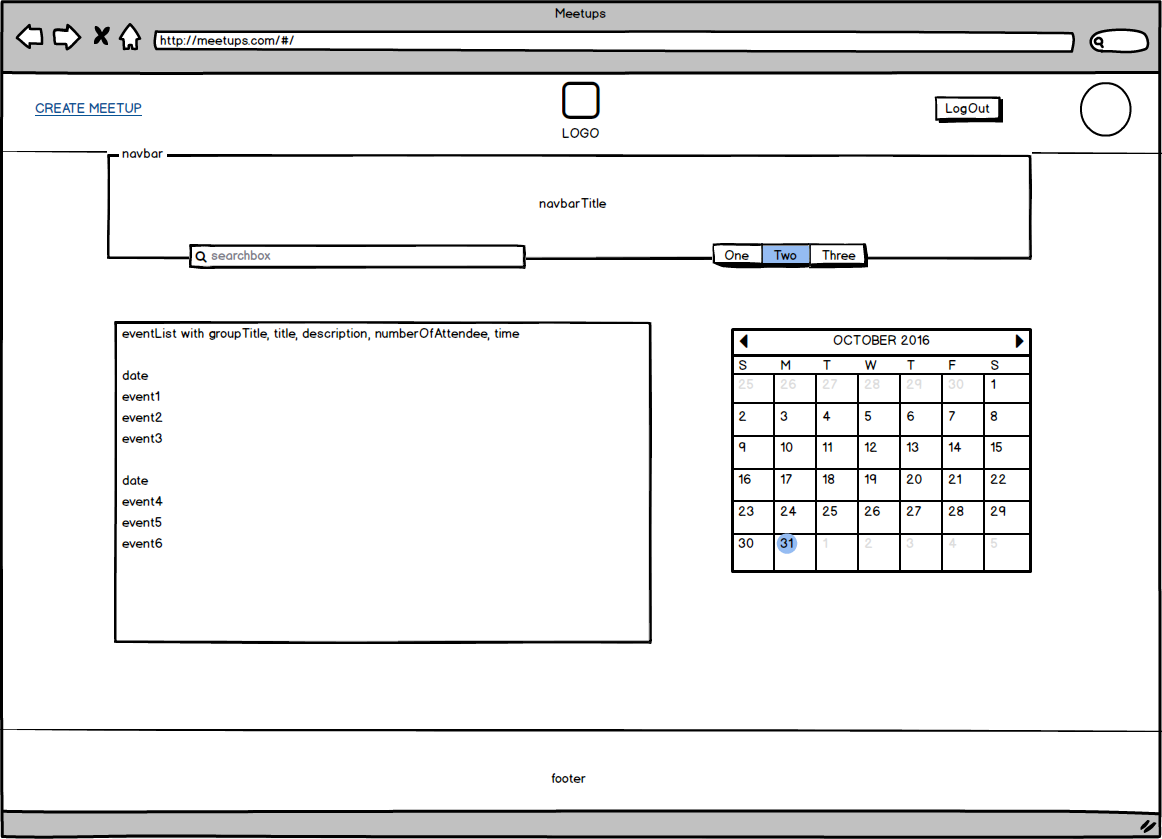 Meetups
http://meetups.com/#/
CREATE MEETUP
LOGO
LogOut
navbar
navbarTitle
searchbox
One Two Three
eventList with groupTitle, title, description, numberOfAttendee, time
date
event1
event2
event3
date
event4
event5
event6
OCTOBER 2016
S M T W T F S
25 26 27 28 29 30 1
2 3 4 5 6 7 8
9 10 11 12 13 14 15
16 17 18 19 20 21 22
23 24 25 26 27 28 29
30 31 1 2 3 4 5
footer